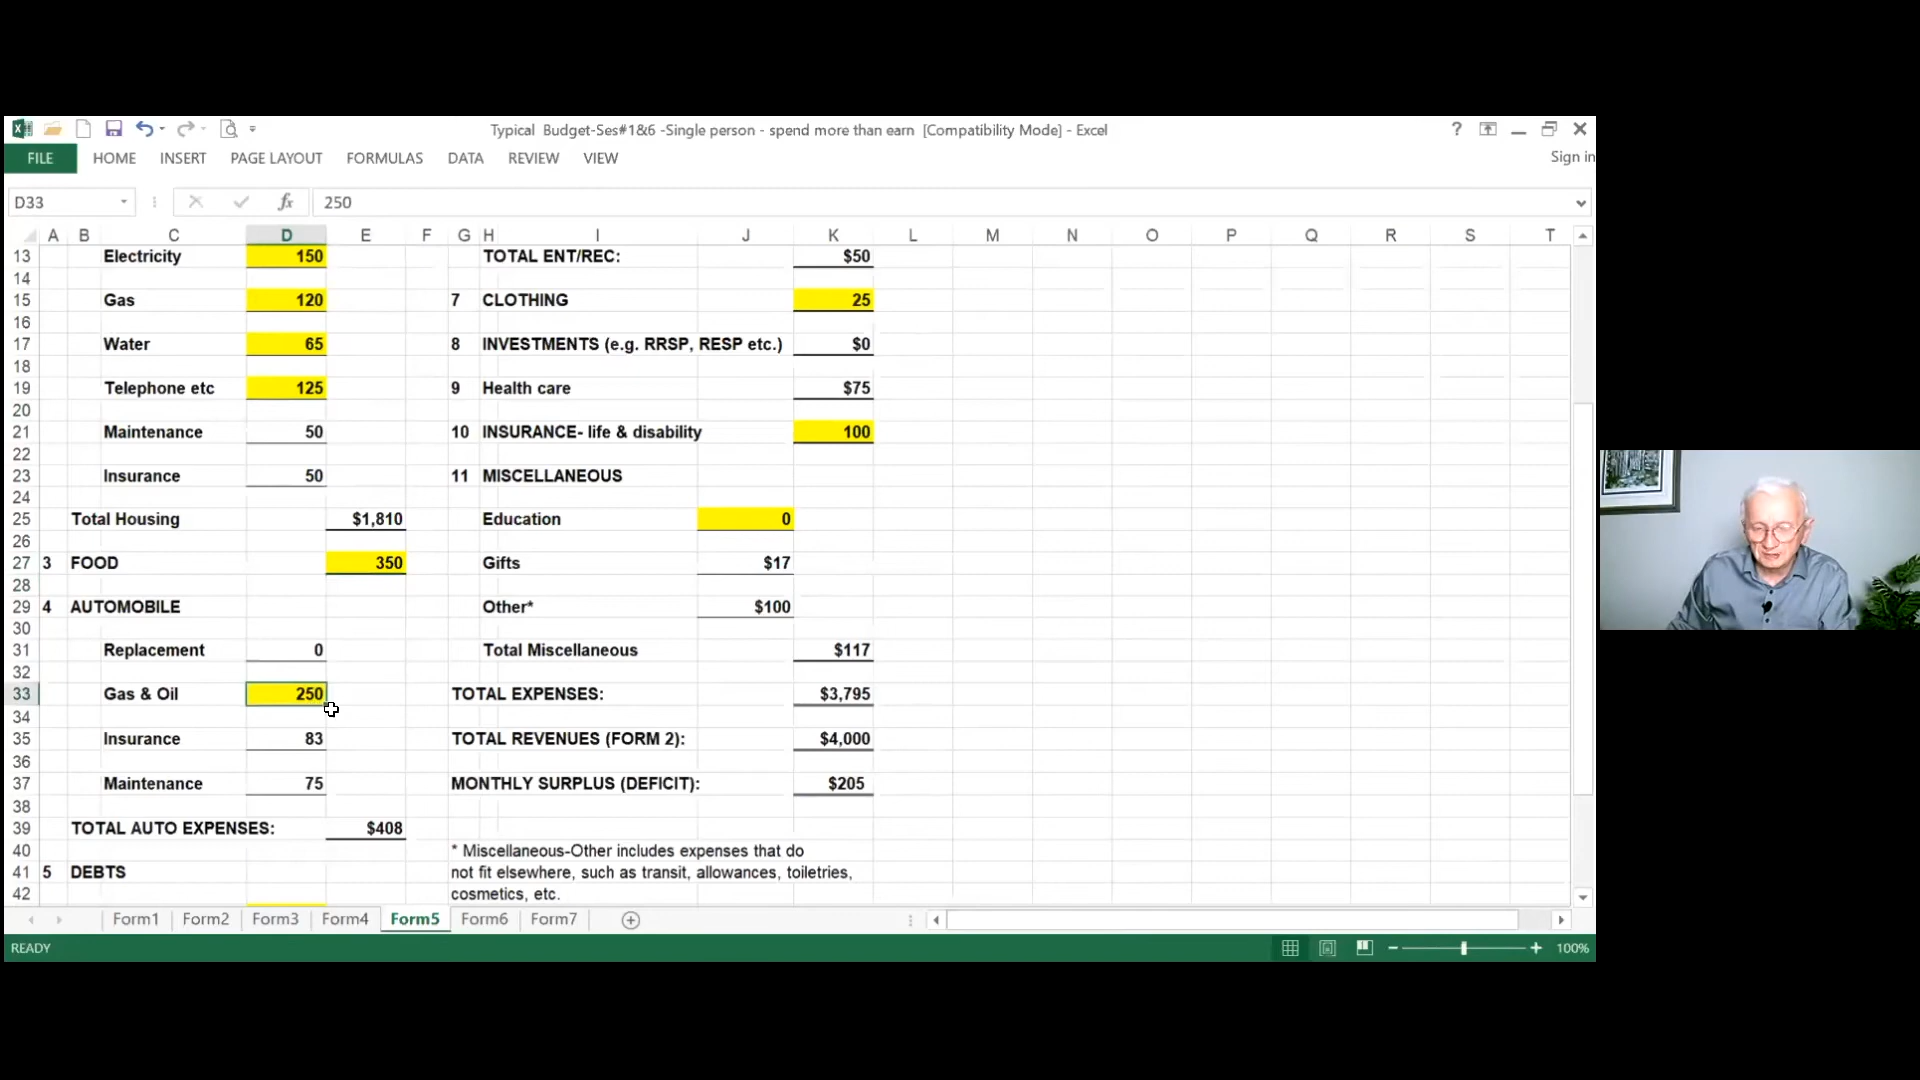 Typical Budget-Ses#1&6 -Single person - spend more than earn [Compatibility Mode] - Excel
?
FILE HOME INSERT PAGE LAYOUT FORMULAS DATA REVIEW VIEW
Sign in
D33 fx 250
A B C D E F G H I J K L M N O P Q R S T
13 Electricity 150 TOTAL ENT/REC: $50
14
15 Gas 120 7 CLOTHING 25
16
17 Water 65 8 INVESTMENTS (e.g. RRSP, RESP etc.) $0
18
19 Telephone etc 125 9 Health care $75
20
21 Maintenance 50 10 INSURANCE- life & disability 100
22
23 Insurance 50 11 MISCELLANEOUS
24
25 Total Housing $1,810 Education 0
26
27 3 FOOD 350 Gifts $17
28
29 4 AUTOMOBILE Other* $100
30
31 Replacement 0 Total Miscellaneous $117
32
33 Gas & Oil 250 TOTAL EXPENSES: $3,795
34
35 Insurance 83 TOTAL REVENUES (FORM 2): $4,000
36
37 Maintenance 75 MONTHLY SURPLUS (DEFICIT): $205
38
39 TOTAL AUTO EXPENSES: $408
40 * Miscellaneous-Other includes expenses that do
41 5 DEBTS not fit elsewhere, such as transit, allowances, toiletries,
42 cosmetics, etc.
Form1 Form2 Form3 Form4 Form5 Form6 Form7
READY 100%